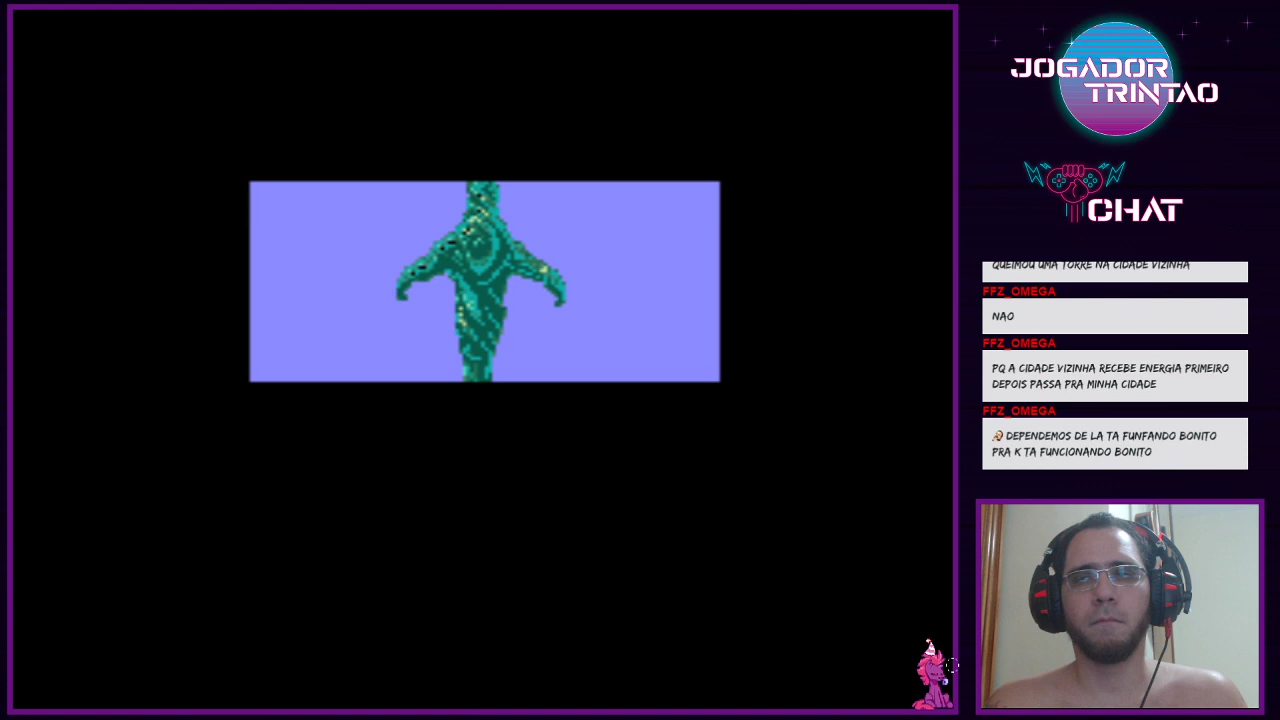 JOGADOR
TRINTAO
CHAT
QUEIMOU UMA TORRE NA CIDADE VIZINHA
FFZ_OMEGA
NAO
FFZ_OMEGA
PQ A CIDADE VIZINHA RECEBE ENERGIA PRIMEIRO
DEPOIS PASSA PRA MINHA CIDADE
FFZ_OMEGA
DEPENDEMOS DE LA TA FUNFANDO BONITO
PRA K TA FUNCIONANDO BONITO